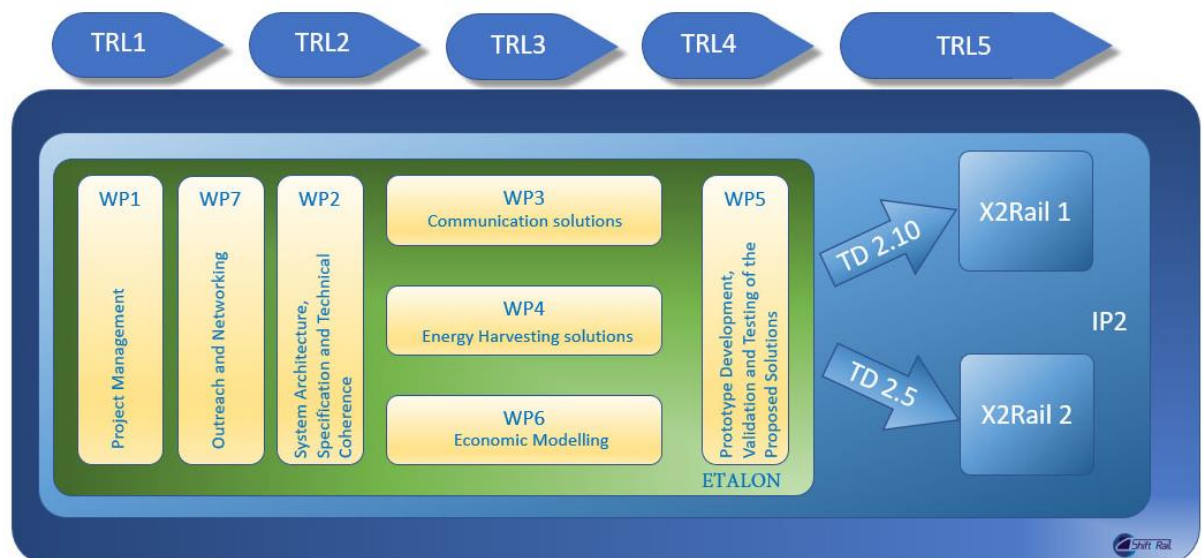 TRL1
TRL2
TRL3
TRL4
TRL5
WP1
Project Management
WP7
Outreach and Networking
WP2
System Architecture,
Specification and Technical
Coherence
WP3
Communication solutions
WP4
Energy Harvesting solutions
WP6
Economic Modelling
WP5
Prototype Development,
Validation and Testing of the
Proposed Solutions
ETALON
TD 2.10
TD 2.5
X2Rail 1
X2Rail 2
IP2
Shift Rail